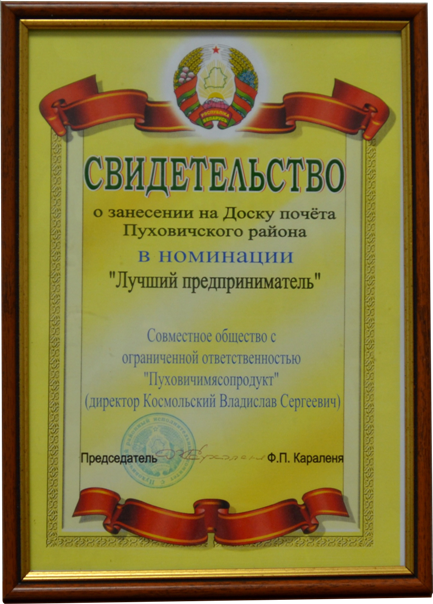 СВИДЕТЕЛЬСТВО
о занесении на Доску почёта
Пуховичского района
в номинации
"Лучший предприниматель"
Совместное общество с
ограниченной ответственностью
"Пуховичимясопродукт"
(директор Космольский Владислав Сергеевич)
Председатель Ф.П. Караленя